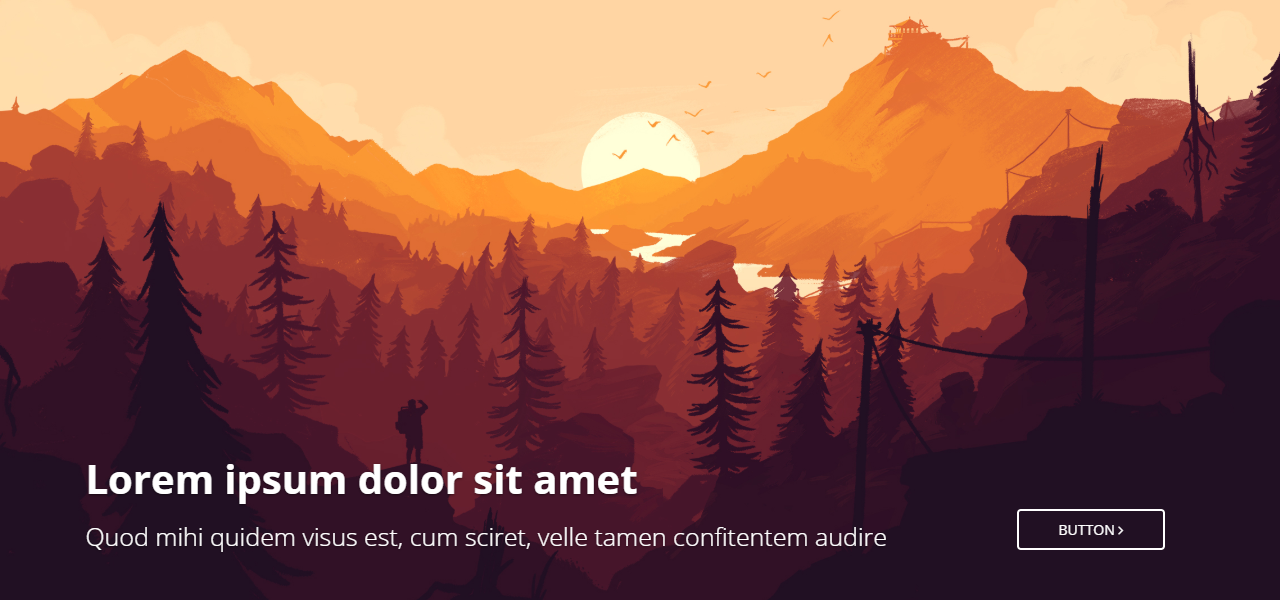 Lorem ipsum dolor sit amet
Quod mihi quidem visus est, cum sciret, velle tamen confitentem audire
BUTTON ›